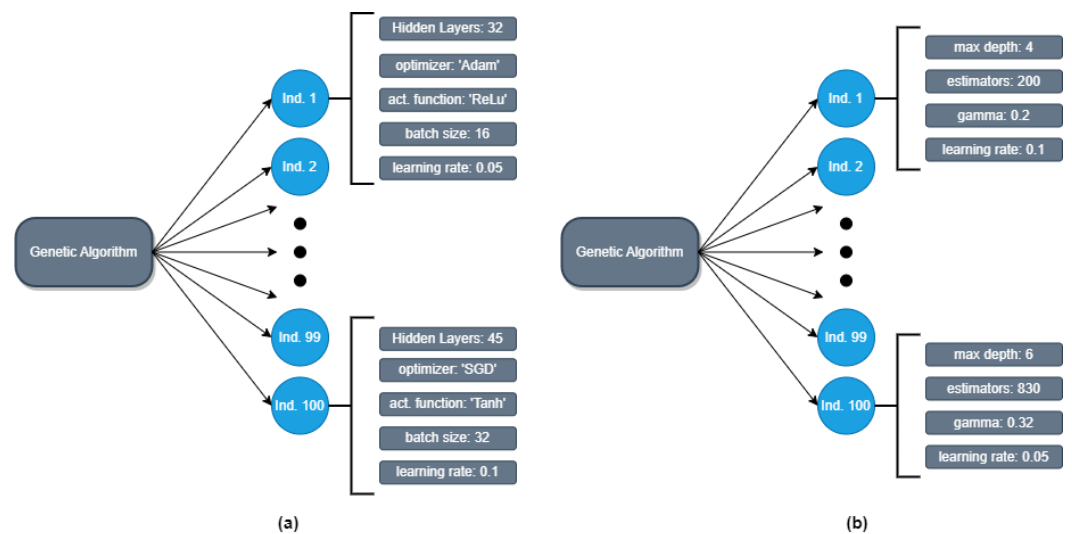 Genetic Algorithm
Ind. 1
Ind. 2
Ind. 99
Ind. 100
Hidden Layers: 32
optimizer: 'Adam'
act. function: 'ReLu'
batch size: 16
learning rate: 0.05
Hidden Layers: 45
optimizer: 'SGD'
act. function: 'Tanh'
batch size: 32
learning rate: 0.1
(a)
Genetic Algorithm
Ind. 1
Ind. 2
Ind. 99
Ind. 100
max depth: 4
estimators: 200
gamma: 0.2
learning rate: 0.1
max depth: 6
estimators: 830
gamma: 0.32
learning rate: 0.05
(b)